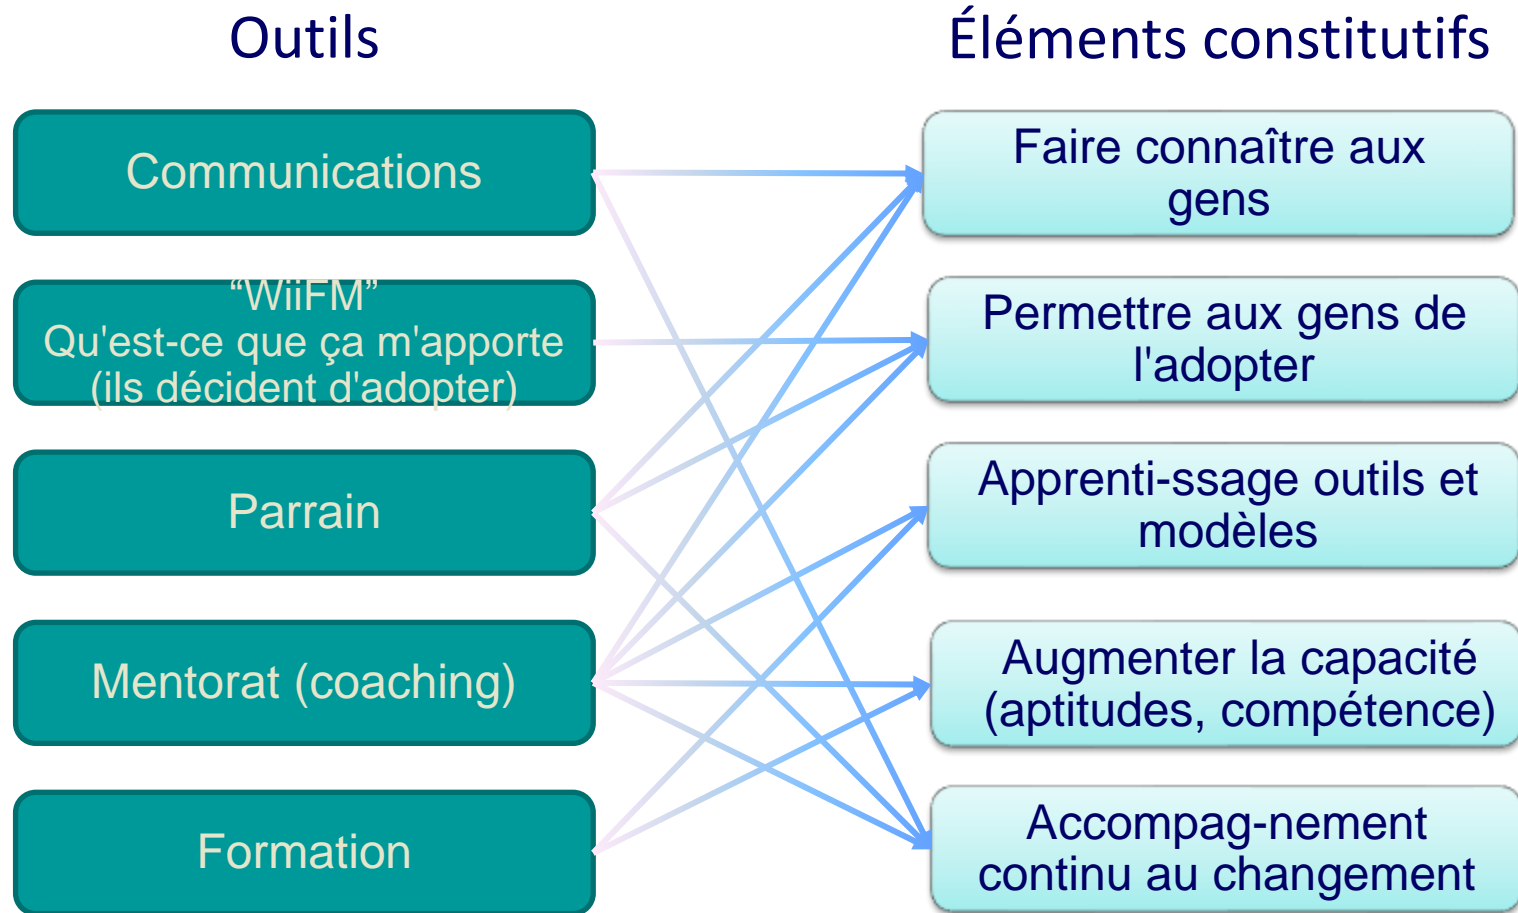 Outils
Éléments constitutifs
Communications
“WiiFM”
Qu'est-ce que ça m'apporte
(ils décident d'adopter)
Parrain
Mentorat (coaching)
Formation
Faire connaître aux
gens
Permettre aux gens de
l'adopter
Apprenti-ssage outils et
modèles
Augmenter la capacité
(aptitudes, compétence)
Accompag-nement
continu au changement